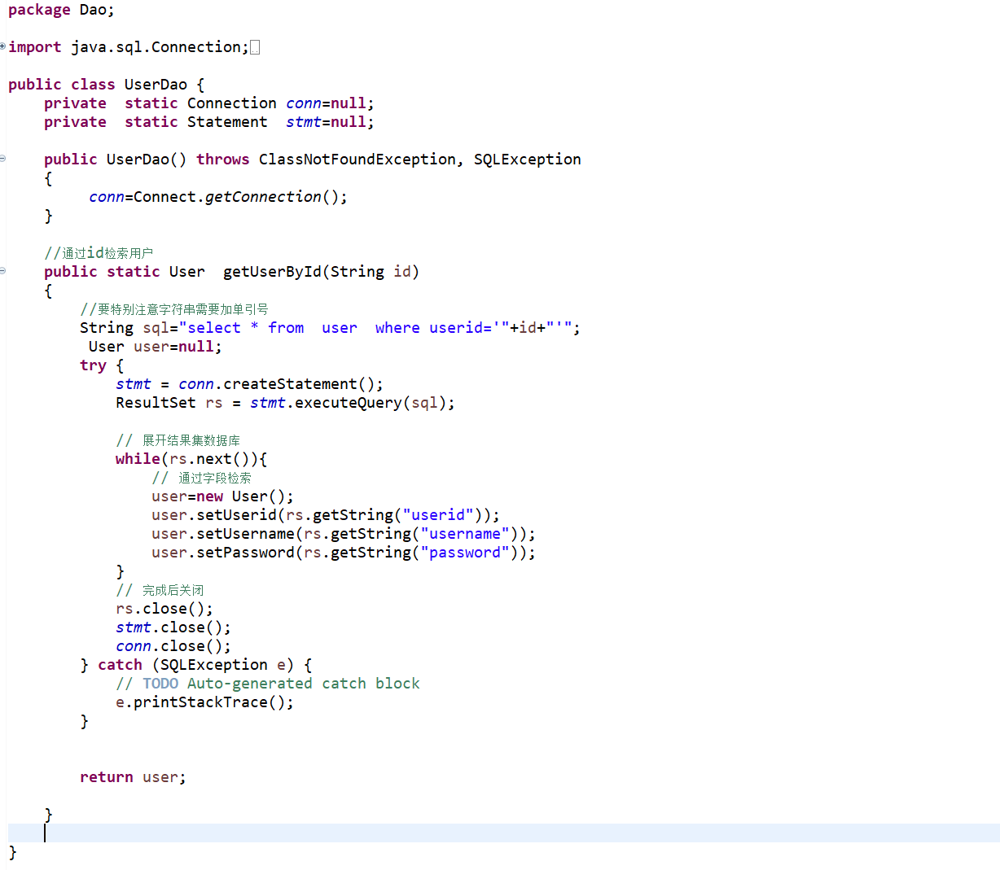 package Dao;
import java.sql.Connection;
public class UserDao {
    private  static Connection conn=null;
    private  static Statement  stmt=null;
    public UserDao() throws ClassNotFoundException, SQLException
    {
         conn=Connect.getConnection();
    }
    //通过id检索用户
    public static User  getUserById(String id)
    {
        //要特别注意字符串需要加单引号
        String sql="select * from  user  where userid='"+id+"'";
         User user=null;
        try {
            stmt = conn.createStatement();
            ResultSet rs = stmt.executeQuery(sql);
            // 展开结果集数据库
            while(rs.next()){
                // 通过字段检索
                user=new User();
                user.setUserid(rs.getString("userid"));
                user.setUsername(rs.getString("username"));
                user.setPassword(rs.getString("password"));
            }
            // 完成后关闭
            rs.close();
            stmt.close();
            conn.close();
        } catch (SQLException e) {
            // TODO Auto-generated catch block
            e.printStackTrace();
        }
        return user;
    }
}